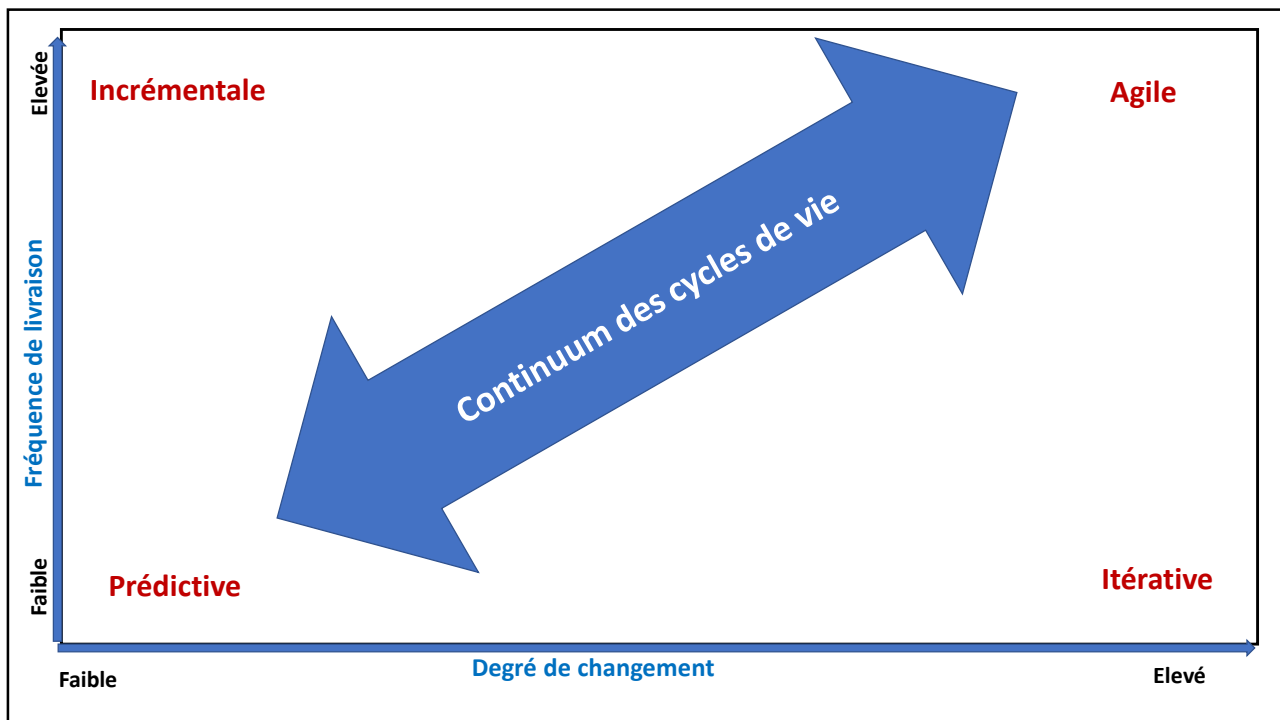 Elevée
Incrémentale
Agile
Continuum des cycles de vie
Fréquence de livraison
Faible
Prédictive
Itérative
Faible
Degré de changement
Elevé